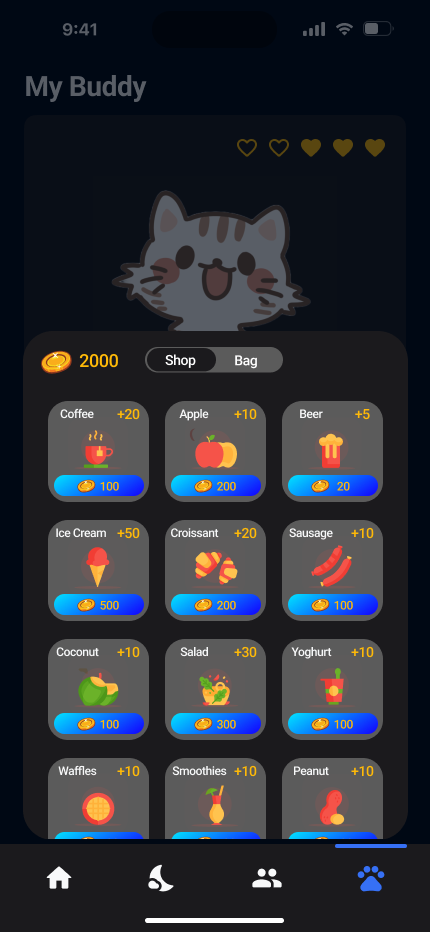 9:41
My Buddy
2000 Shop Bag
Coffee +20 Apple +10 Beer +5
100 200 20
Ice Cream +50 Croissant +20 Sausage +10
500 200 100
Coconut +10 Salad +30 Yoghurt +10
100 300 100
Waffles +10 Smoothies +10 Peanut +10